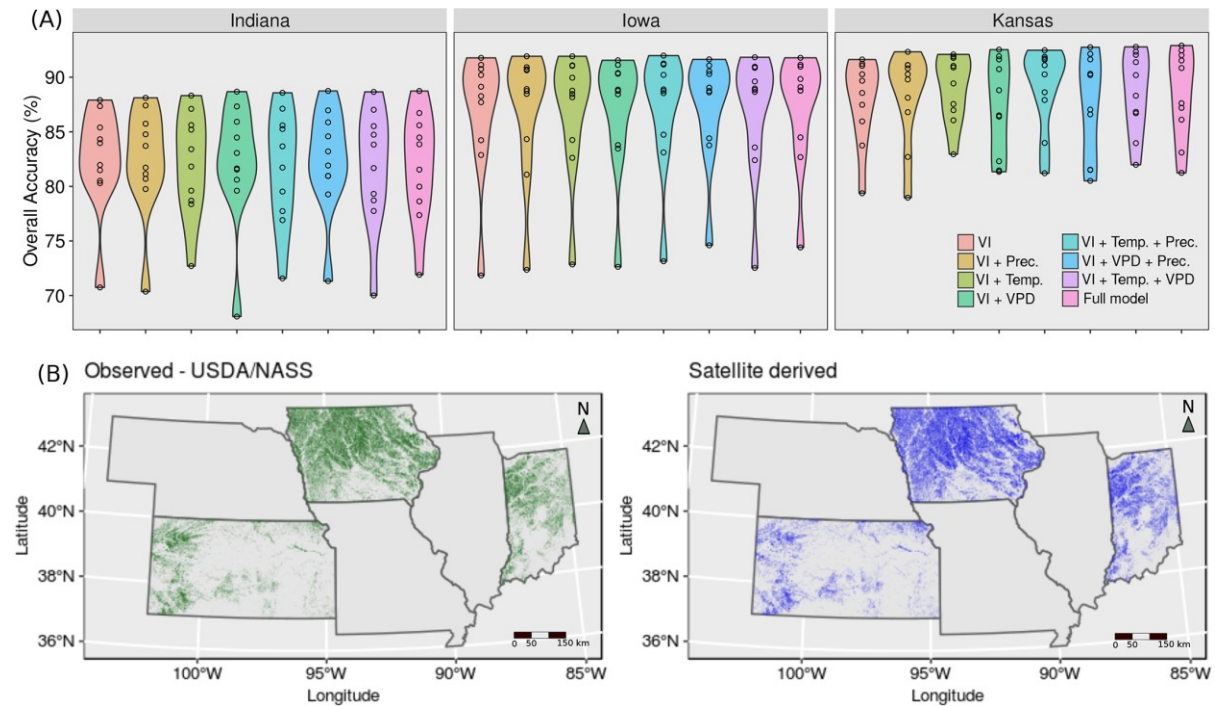 (A)
Indiana
Iowa
Kansas
Overall Accuracy (%)
90
85
80
75
70
VI
VI + Prec.
VI + Temp.
VI + VPD
VI + Temp. + Prec.
VI + VPD + Prec.
VI + Temp. + VPD
Full model
(B)
Observed - USDA/NASS
Latitude
42°N
40°N
38°N
36°N
N
0 50 150 km
100°W 95°W 90°W 85°W
Longitude
Satellite derived
Latitude
42°N
40°N
38°N
36°N
N
0 50 150 km
100°W 95°W 90°W 85°W
Longitude